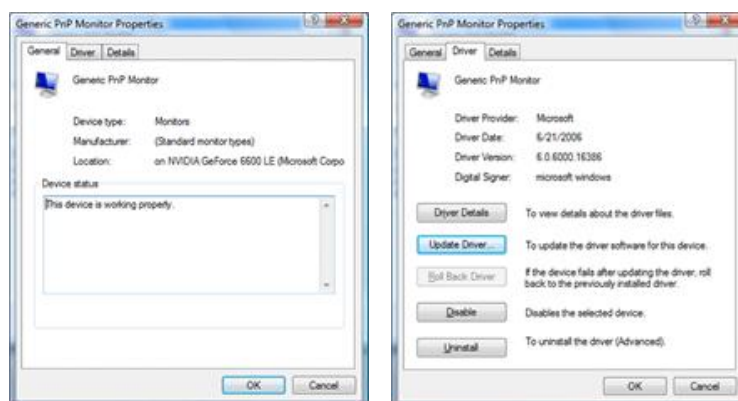 Generic PnP Monitor Properties
General Driver Details
Generic PnP Monitor
Device type: Monitors
Manufacturer: (Standard monitor types)
Location: on NVIDIA GeForce 6600 LE (Microsoft Corpo
Device status
This device is working properly.
OK Cancel
Generic PnP Monitor Properties
General Driver Details
Generic PnP Monitor
Driver Provider: Microsoft
Driver Date: 6/21/2006
Driver Version: 6.0.6000.16386
Digital Signer: microsoft windows
Driver Details To view details about the driver files.
Update Driver... To update the driver software for this device.
Roll Back Driver If the device fails after updating the driver, roll
back to the previously installed driver.
Disable Disables the selected device.
Uninstall To uninstall the driver (Advanced).
OK Cancel